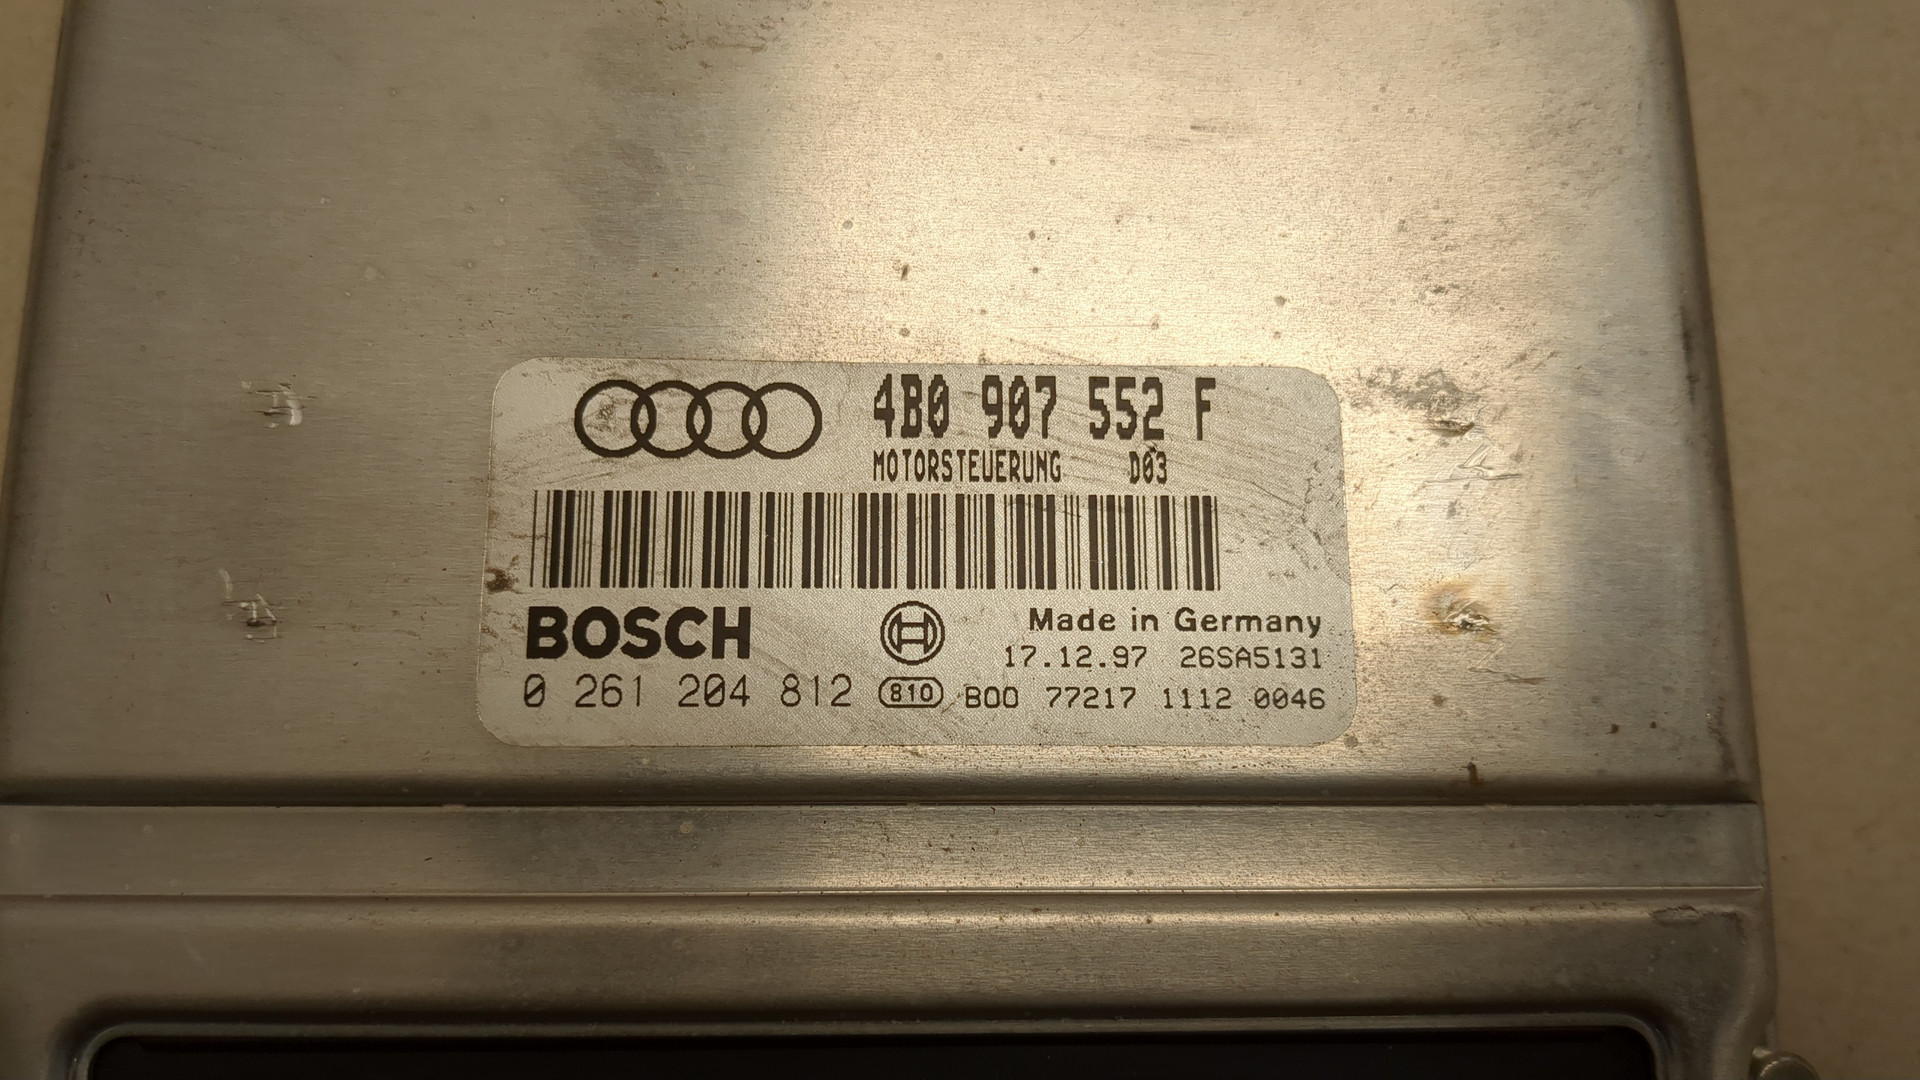 4B0 907 552 F
MOTORSTEUERUNG D03
BOSCH
Made in Germany
17.12.97 26SA5131
0 261 204 812 810 B00 77217 1112 0046